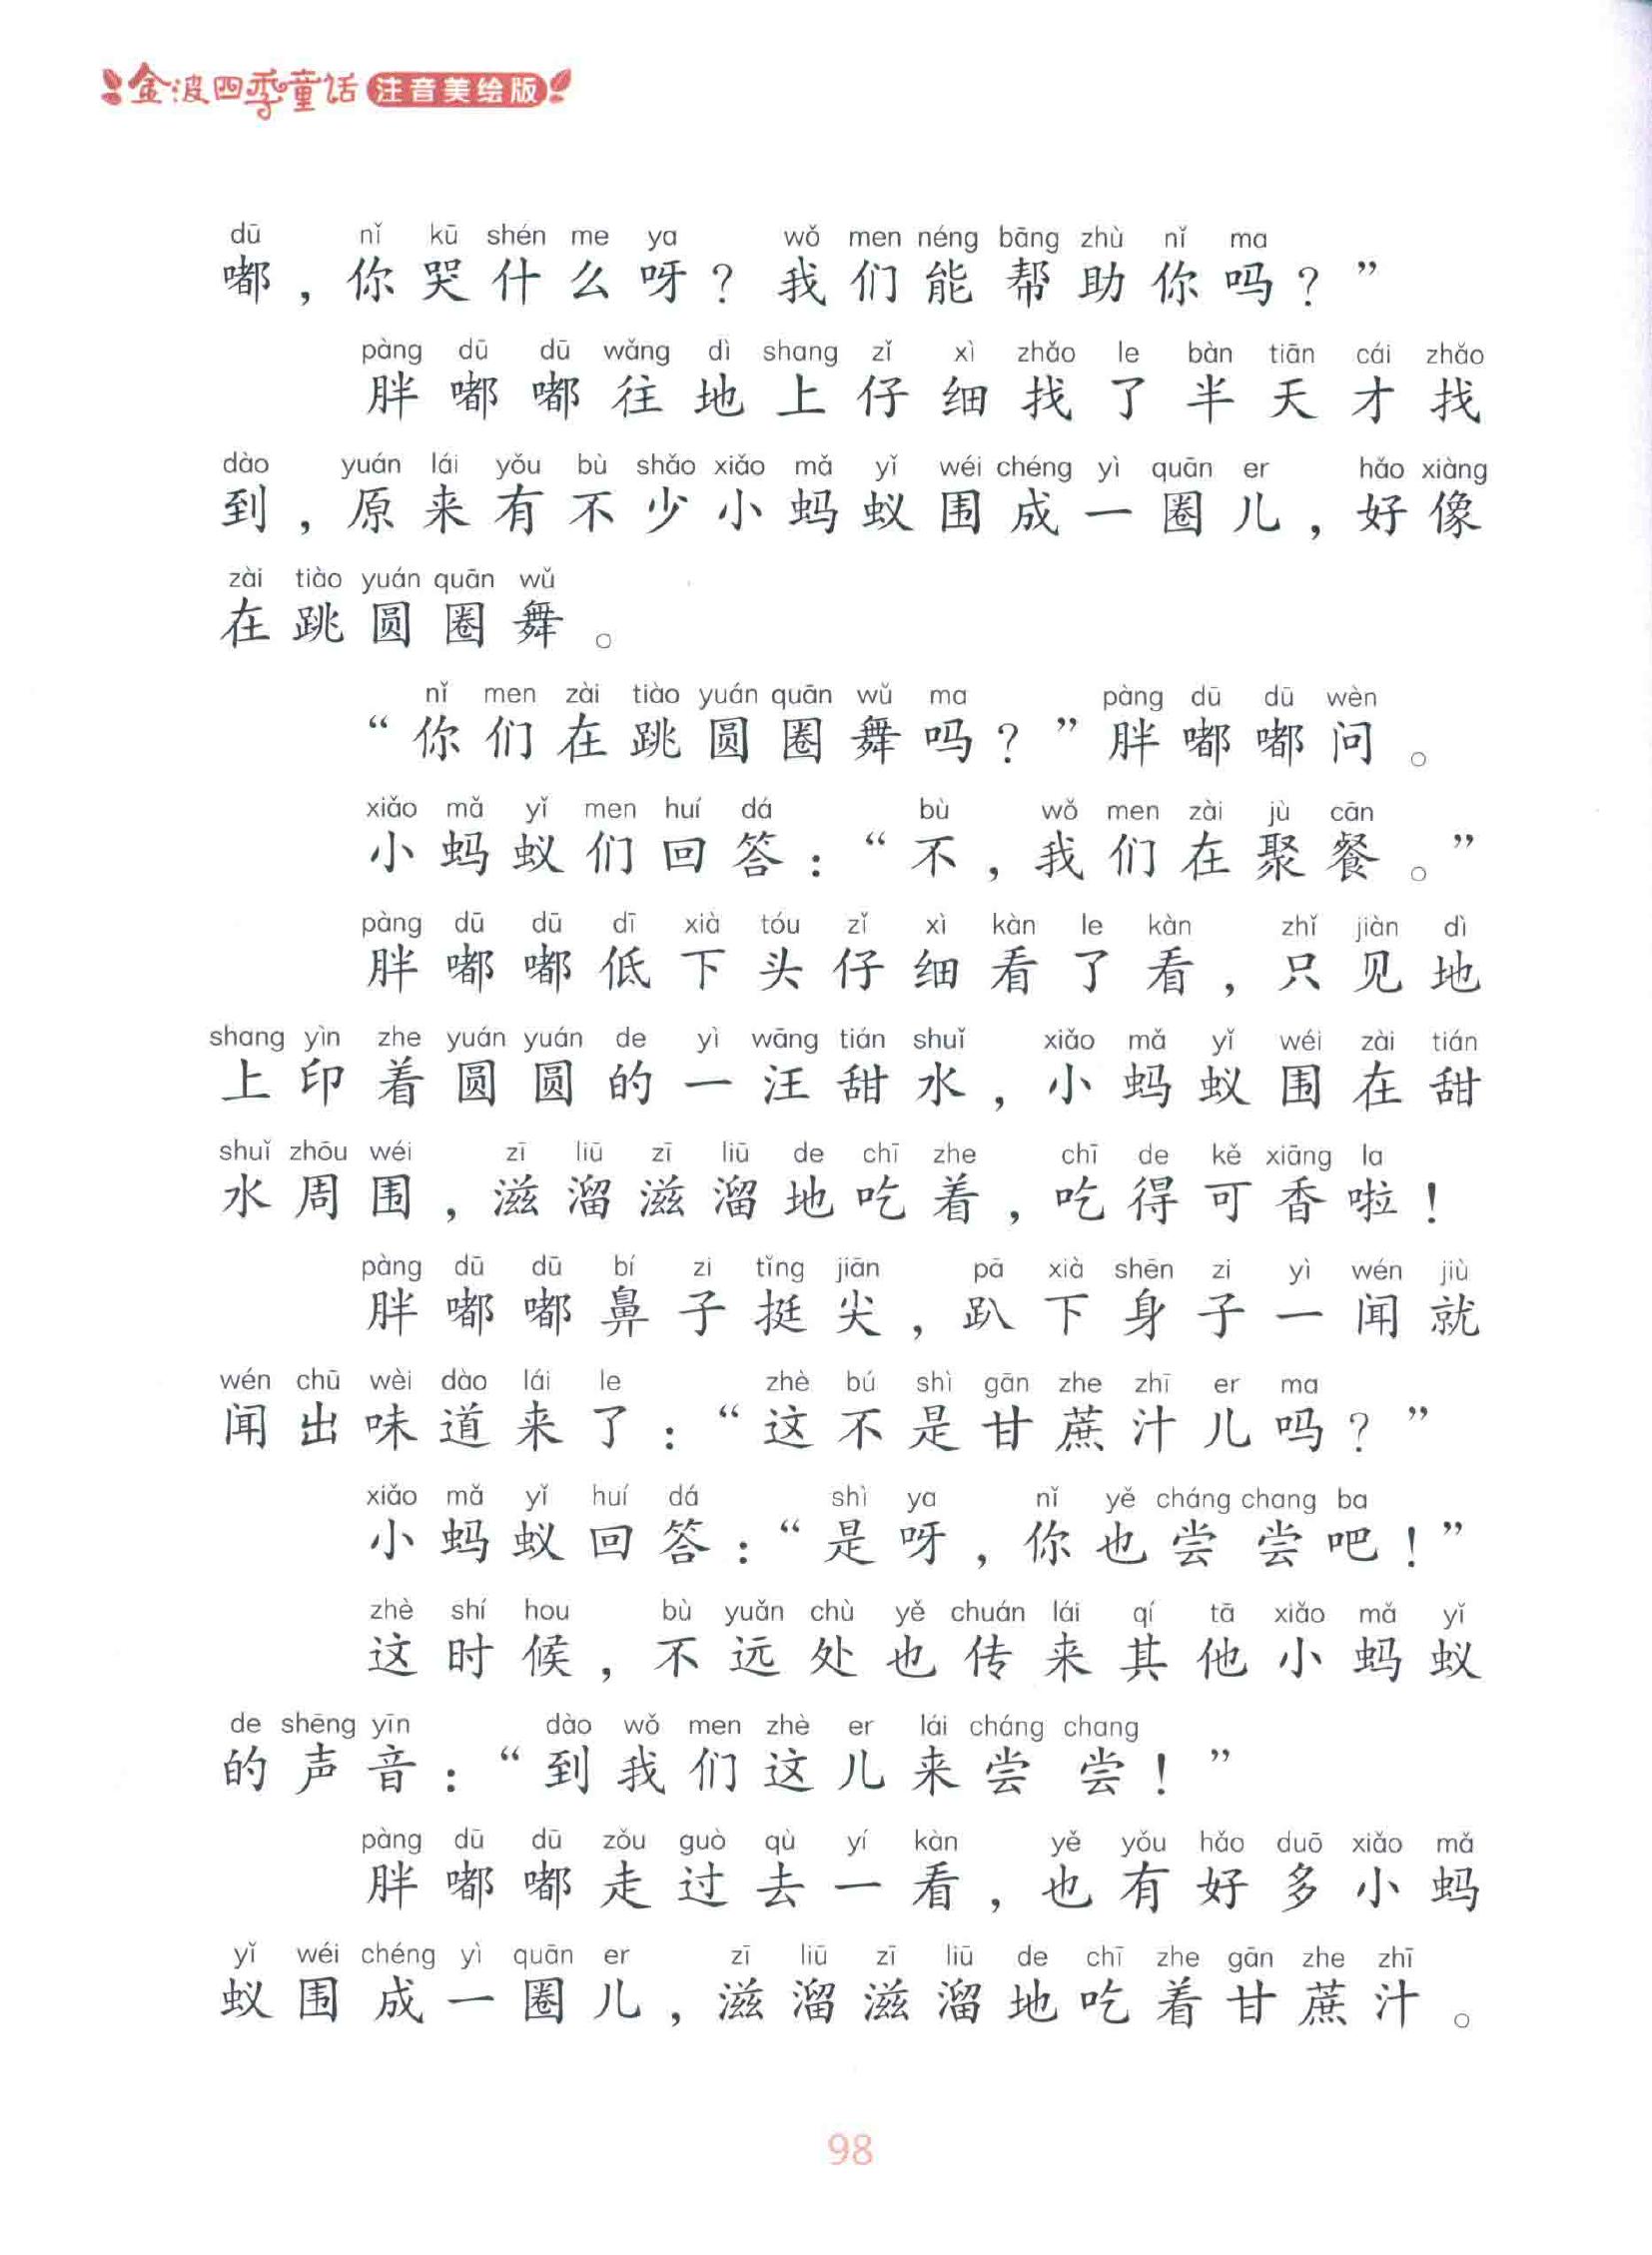 金波四季童话 注音美绘版
dū nǐ kū shén me ya wǒ men néng bāng zhù nǐ ma
嘟，你哭什么呀？我们能帮助你吗？”
pàng dū dū wǎng dì shang zǐ xì zhǎo le bàn tiān cái zhǎo
胖嘟嘟往地上仔细找了半天才找
dào yuán lái yǒu bù shǎo xiǎo mǎ yǐ wéi chéng yì quān er hǎo xiàng
到，原来有不少小蚂蚁围成一圈儿，好像
zài tiào yuán quān wǔ
在跳圆圈舞。
nǐ men zài tiào yuán quān wǔ ma pàng dū dū wèn
“你们在跳圆圈舞吗？”胖嘟嘟问。
xiǎo mǎ yǐ men huí dá bù wǒ men zài jù cān
小蚂蚁们回答：“不，我们在聚餐。”
pàng dū dū dī xià tóu zǐ xì kàn le kàn zhǐ jiàn dì
胖嘟嘟低下头仔细看了看，只见地
shang yìn zhe yuán yuán de yì wāng tián shuǐ xiǎo mǎ yǐ wéi zài tián
上印着圆圆的一汪甜水，小蚂蚁围在甜
shuǐ zhōu wéi zī liū zī liū de chī zhe chī de kě xiāng la
水周围，滋溜滋溜地吃着，吃得可香啦！
pàng dū dū bí zi tǐng jiān pā xià shēn zi yì wén jiù
胖嘟嘟鼻子挺尖，趴下身子一闻就
wén chū wèi dào lái le zhè bú shì gān zhe zhī er ma
闻出味道来了：“这不是甘蔗汁儿吗？”
xiǎo mǎ yǐ huí dá shì ya nǐ yě cháng chang ba
小蚂蚁回答：“是呀，你也尝尝吧！”
zhè shí hou bù yuǎn chù yě chuán lái qí tā xiǎo mǎ yǐ
这时候，不远处也传来其他小蚂蚁
de shēng yīn dào wǒ men zhè er lái cháng chang
的声音：“到我们这儿来尝尝！”
pàng dū dū zǒu guò qù yí kàn yě yǒu hǎo duō xiǎo mǎ
胖嘟嘟走过去一看，也有好多小蚂
yǐ wéi chéng yì quān er zī liū zī liū de chī zhe gān zhe zhī
蚁围成一圈儿，滋溜滋溜地吃着甘蔗汁。
98